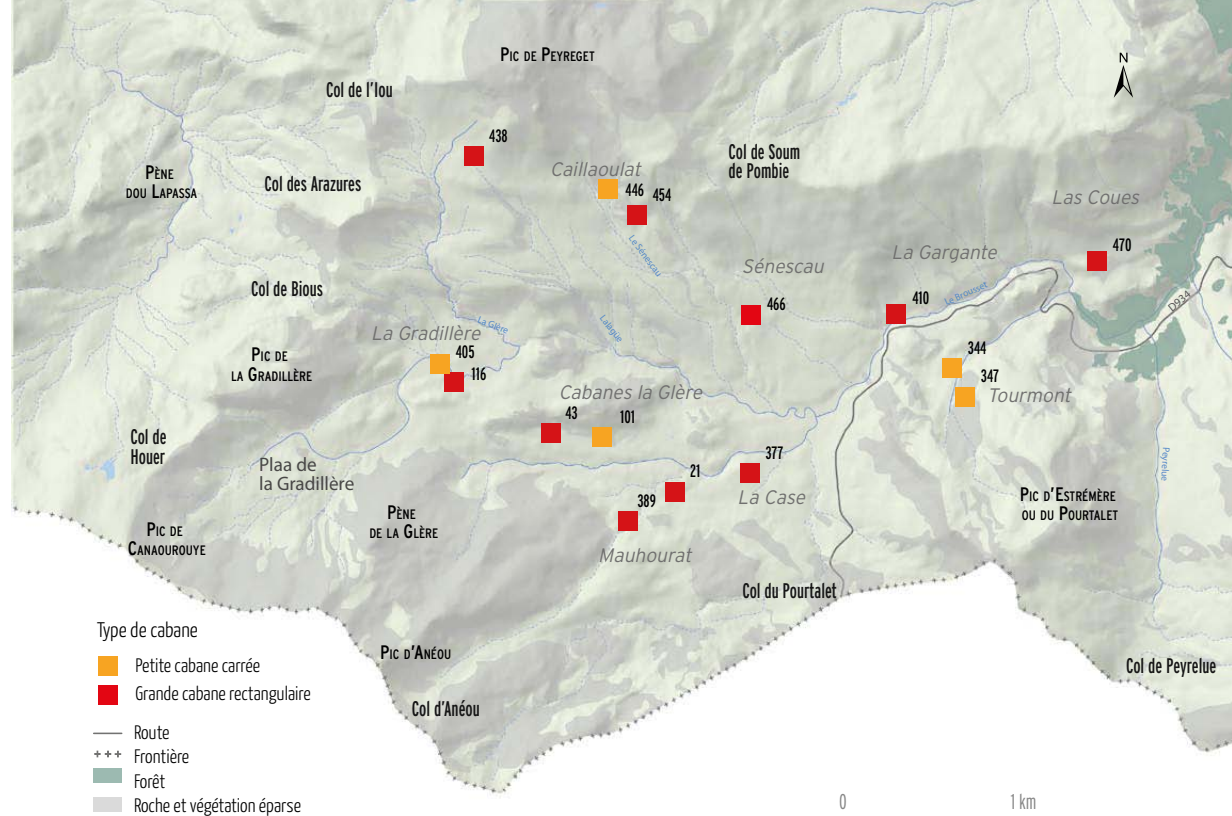 N
Pic de Peyreget
Col de l'Iou
438
Col de Soum
de Pombie
Caillaoulat
Pène
dou Lapassa
Col des Arazures
446
454
Las Coues
Le Sénescau
La Gargante
470
Sénescau
Col de Bious
Le Brousset
466
410
D934
La Glère
Lalagüe
La Gradillère
405
116
Pic de
la Gradillère
344
347
Tourmont
Cabanes la Glère
43
101
Col de
Houer
Plaa de
la Gradillère
377
21
La Case
Peyrelue
389
Pène
de la Glère
Pic d'Estrémère
ou du Pourtalet
Pic de
Canaourouye
Mauhourat
Col du Pourtalet
Type de cabane
Pic d'Anéou
Petite cabane carrée
Col de Peyrelue
Grande cabane rectangulaire
Col d'Anéou
Route
Frontière
Forêt
Roche et végétation éparse
0
1 km